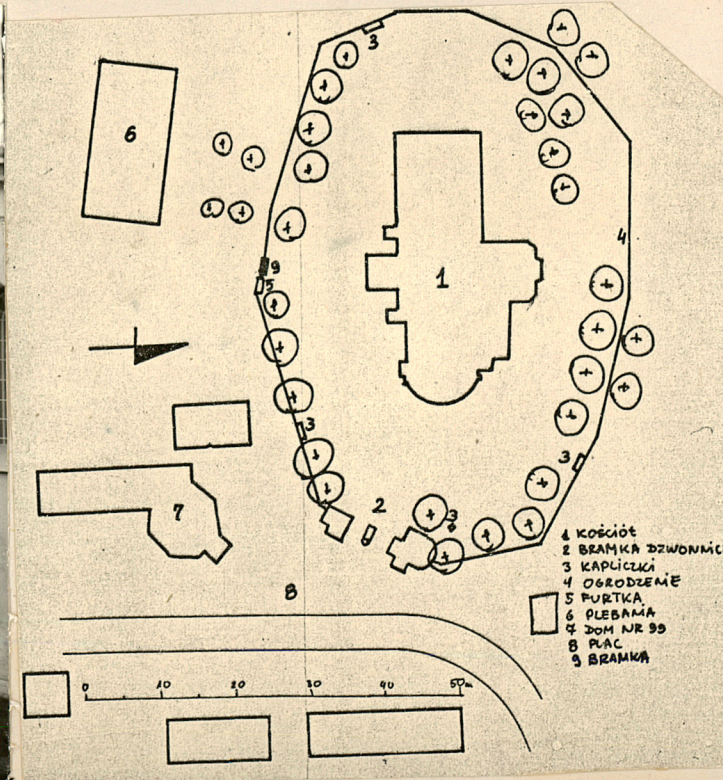 3
6
4
9
5
1
3
3
2
3
7
8
1 KOŚCIÓŁ
2 BRAMKA DZWONNIC
3 KAPLICZKI
4 OGRODZENIE
5 FURTKA
6 PLEBANIA
7 DOM NR 99
8 PLAC
9 BRAMKA
0 10 20 30 40 50m